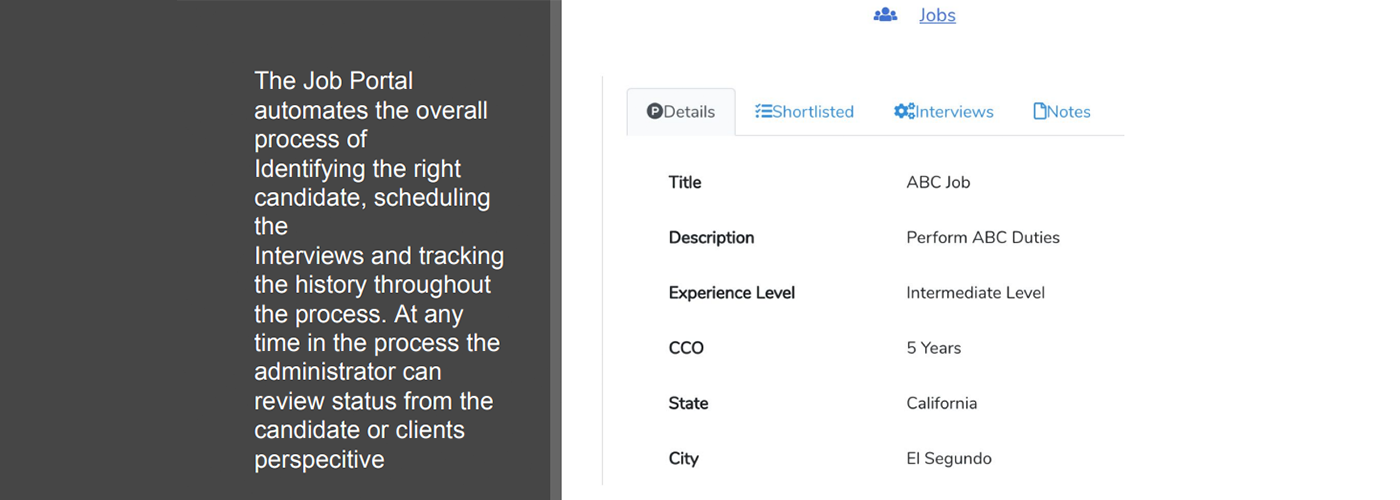 The Job Portal
automates the overall
process of
Identifying the right
candidate, scheduling
the
Interviews and tracking
the history throughout
the process. At any
time in the process the
administrator can
review status from the
candidate or clients
perspecitive
Jobs
Details Shortlisted Interviews Notes
Title ABC Job
Description Perform ABC Duties
Experience Level Intermediate Level
CCO 5 Years
State California
City El Segundo